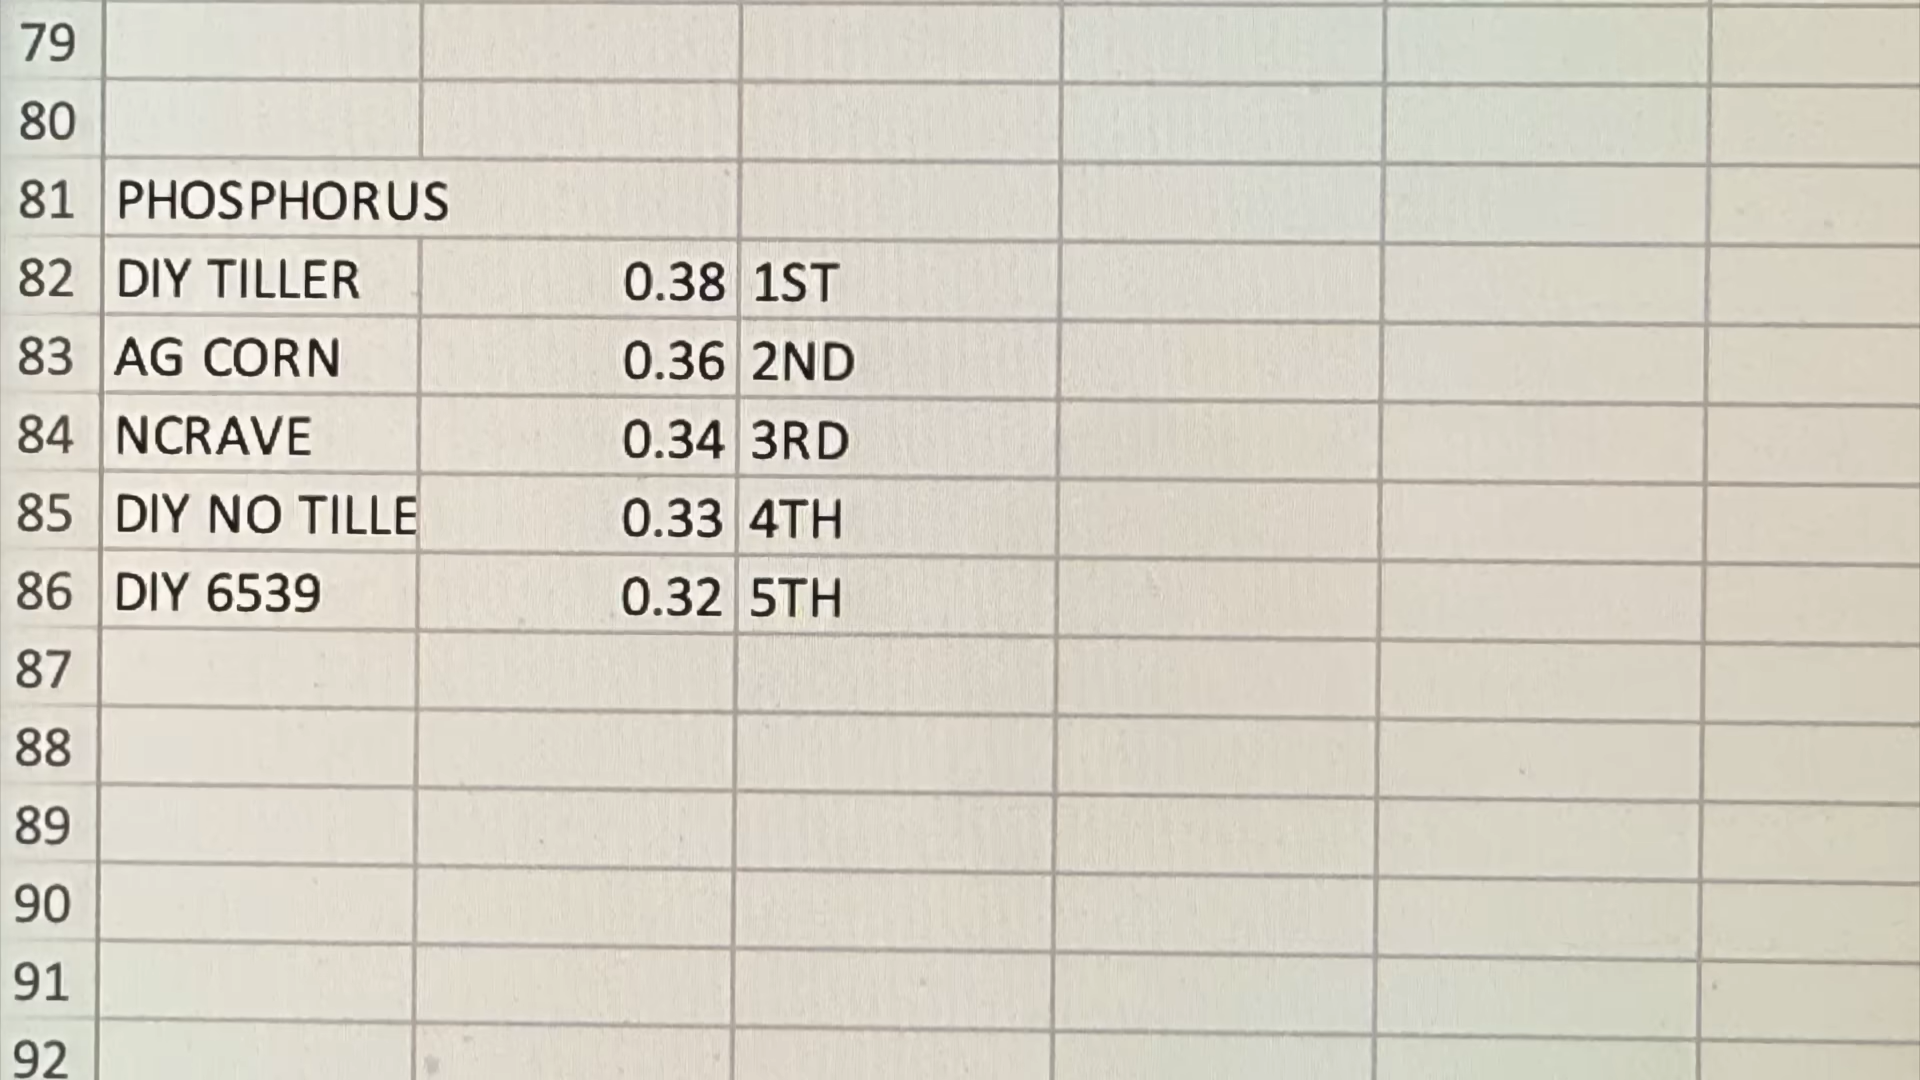 79
80
81 PHOSPHORUS
82 DIY TILLER 0.38 1ST
83 AG CORN 0.36 2ND
84 NCRAVE 0.34 3RD
85 DIY NO TILLE 0.33 4TH
86 DIY 6539 0.32 5TH
87
88
89
90
91
92